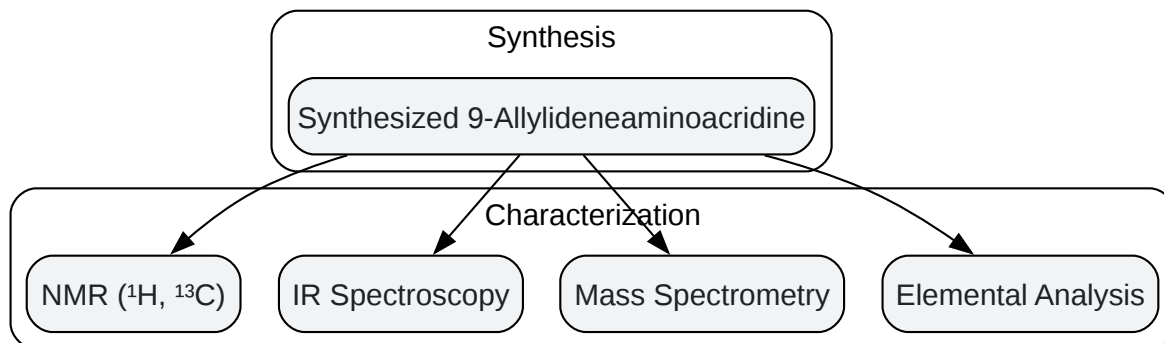 Synthesis
Synthesized 9-Allylideneaminoacridine
Characterization
NMR (¹H, ¹³C)
IR Spectroscopy
Mass Spectrometry
Elemental Analysis